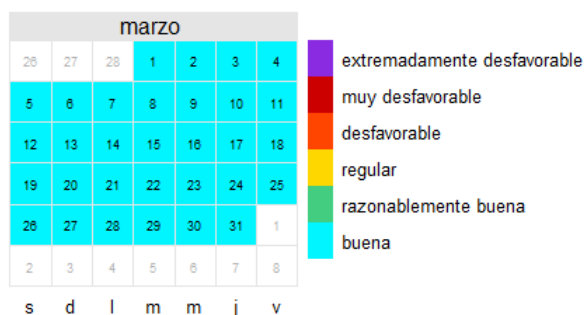 marzo
26 27 28 1 2 3 4
5 6 7 8 9 10 11
12 13 14 15 16 17 18
19 20 21 22 23 24 25
26 27 28 29 30 31 1
2 3 4 5 6 7 8
s d l m m j v
extremadamente desfavorable
muy desfavorable
desfavorable
regular
razonablemente buena
buena